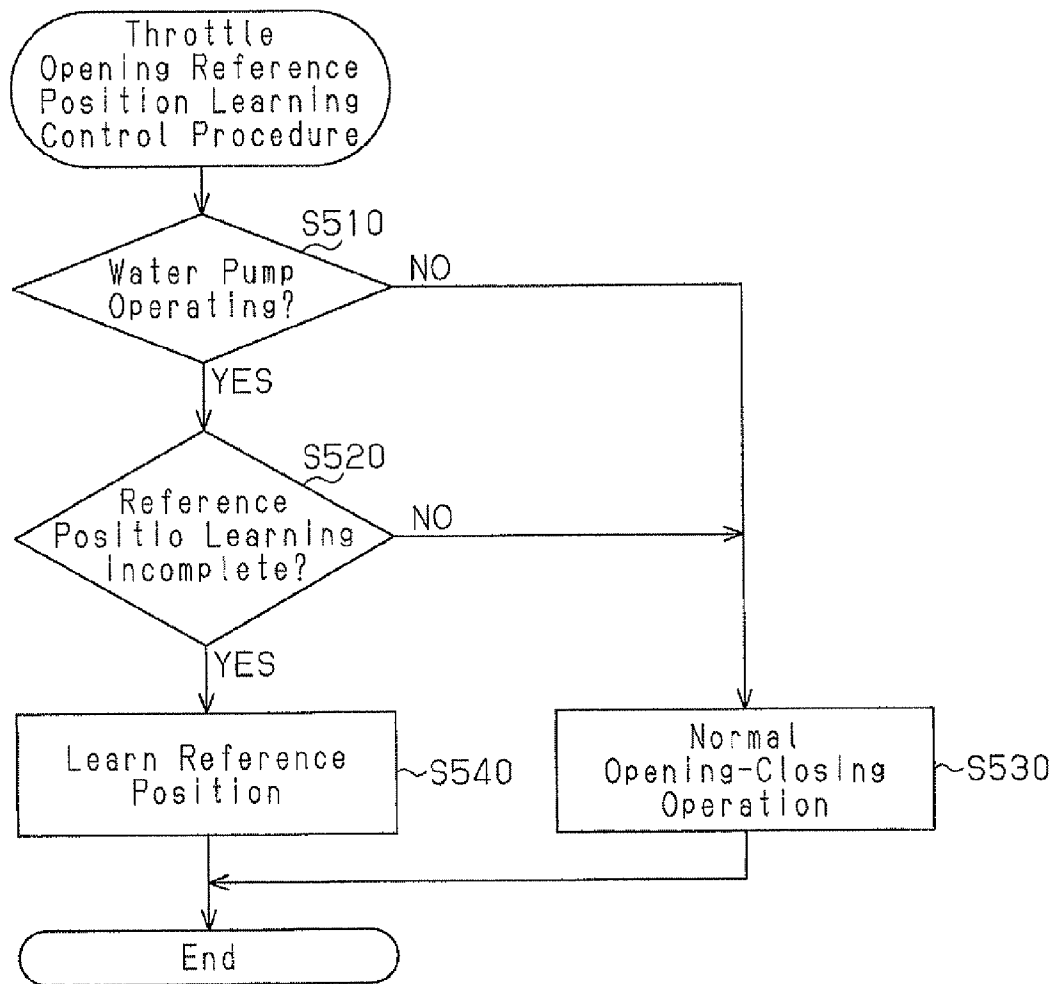 Throttle
Opening Reference
Position Learning
Control Procedure
S510
Water Pump
Operating?
NO
YES
S520
Reference
Positio Learning
Incomplete?
NO
YES
Learn Reference
Position
S540
Normal
Opening-Closing
Operation
S530
End